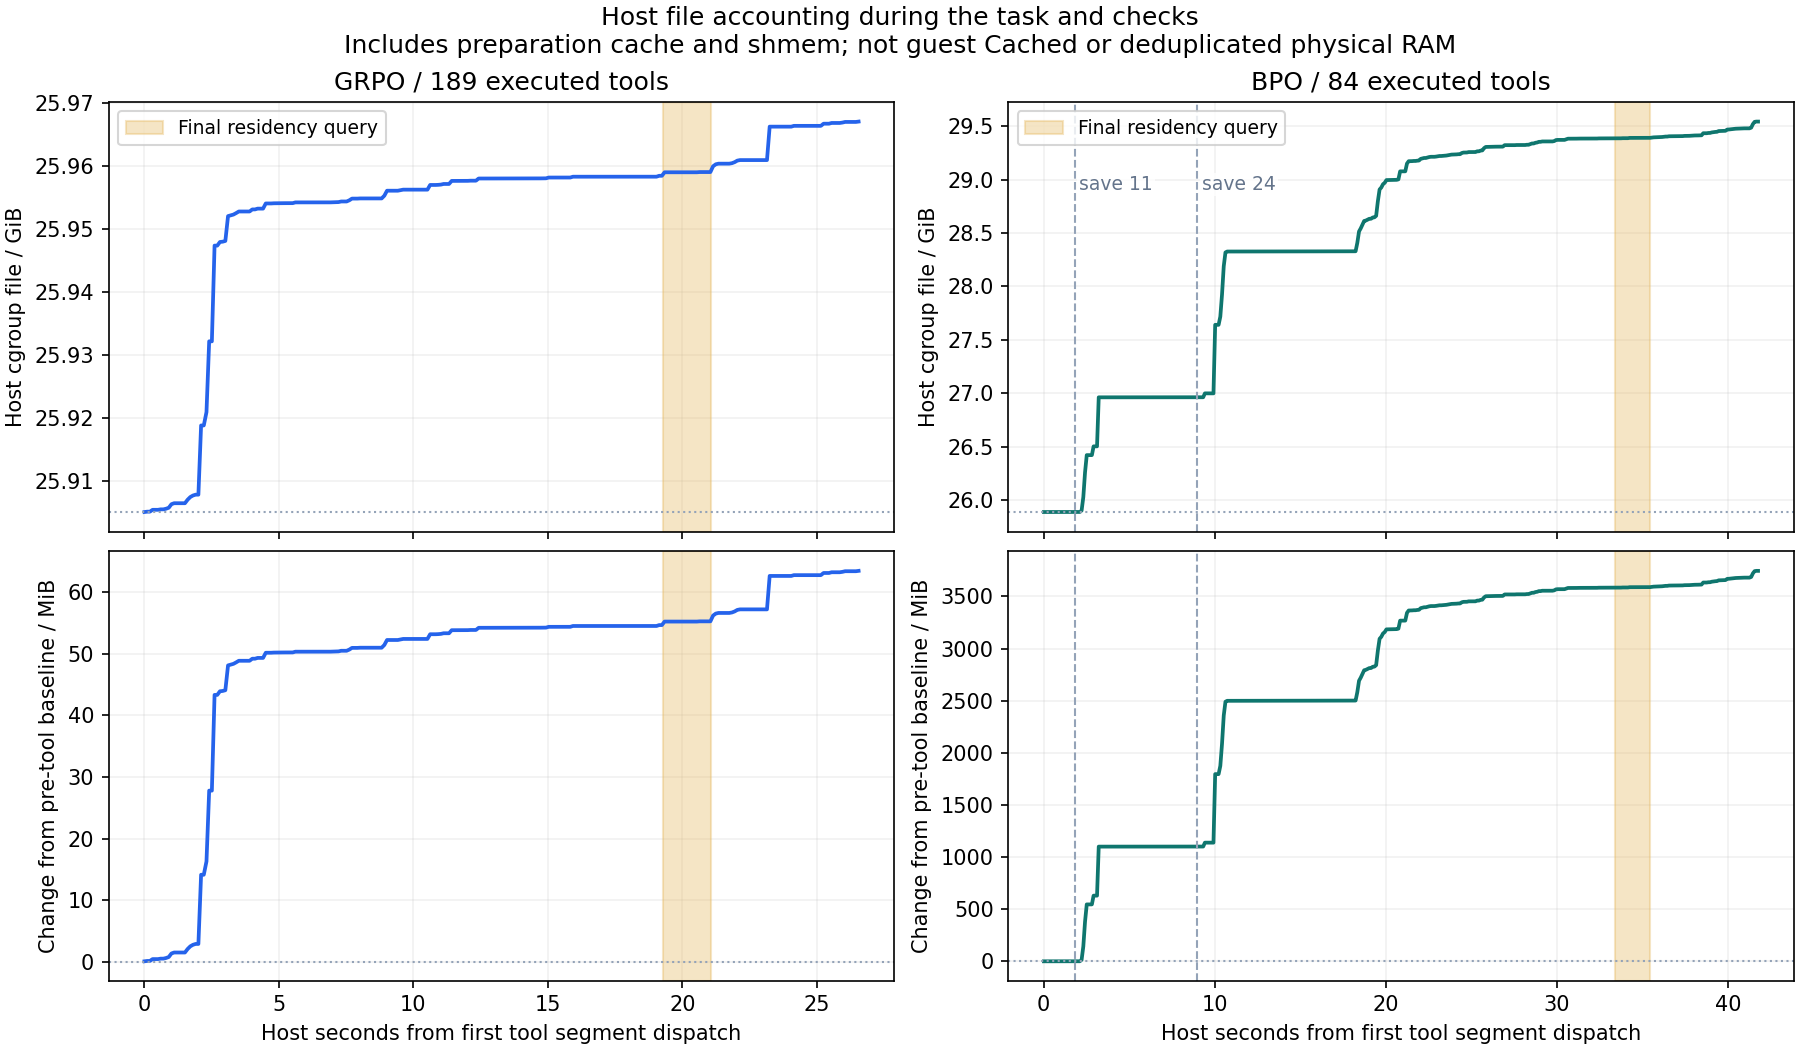 Host file accounting during the task and checks
Includes preparation cache and shmem; not guest Cached or deduplicated physical RAM
GRPO / 189 executed tools
Host cgroup file / GiB
25.97
25.96
25.95
25.94
25.93
25.92
25.91
Final residency query
BPO / 84 executed tools
Host cgroup file / GiB
29.5
29.0
28.5
28.0
27.5
27.0
26.5
26.0
Final residency query
save 11
save 24
Change from pre-tool baseline / MiB
60
50
40
30
20
10
0
0
5
10
15
20
25
Host seconds from first tool segment dispatch
Change from pre-tool baseline / MiB
3500
3000
2500
2000
1500
1000
500
0
0
10
20
30
40
Host seconds from first tool segment dispatch